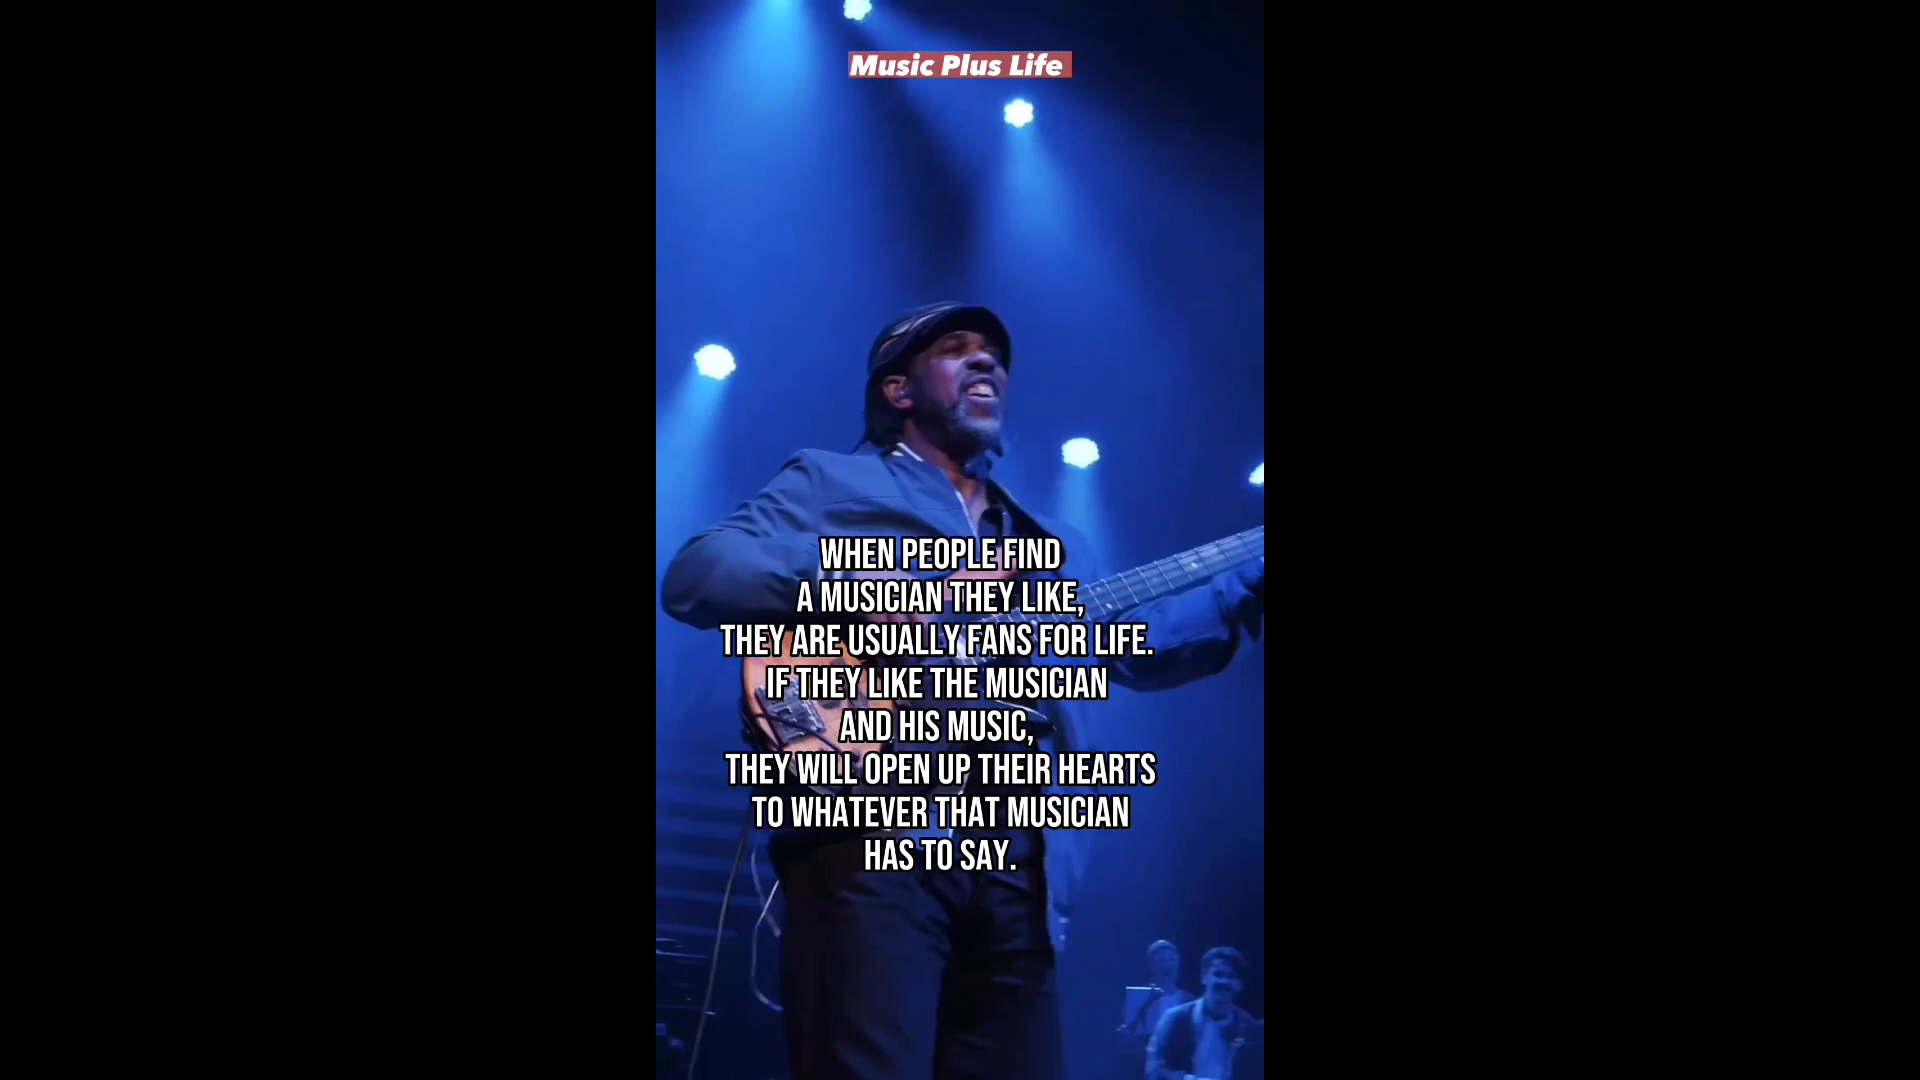 Music Plus Life
WHEN PEOPLE FIND
A MUSICIAN THEY LIKE,
THEY ARE USUALLY FANS FOR LIFE.
IF THEY LIKE THE MUSICIAN
AND HIS MUSIC,
THEY WILL OPEN UP THEIR HEARTS
TO WHATEVER THAT MUSICIAN
HAS TO SAY.